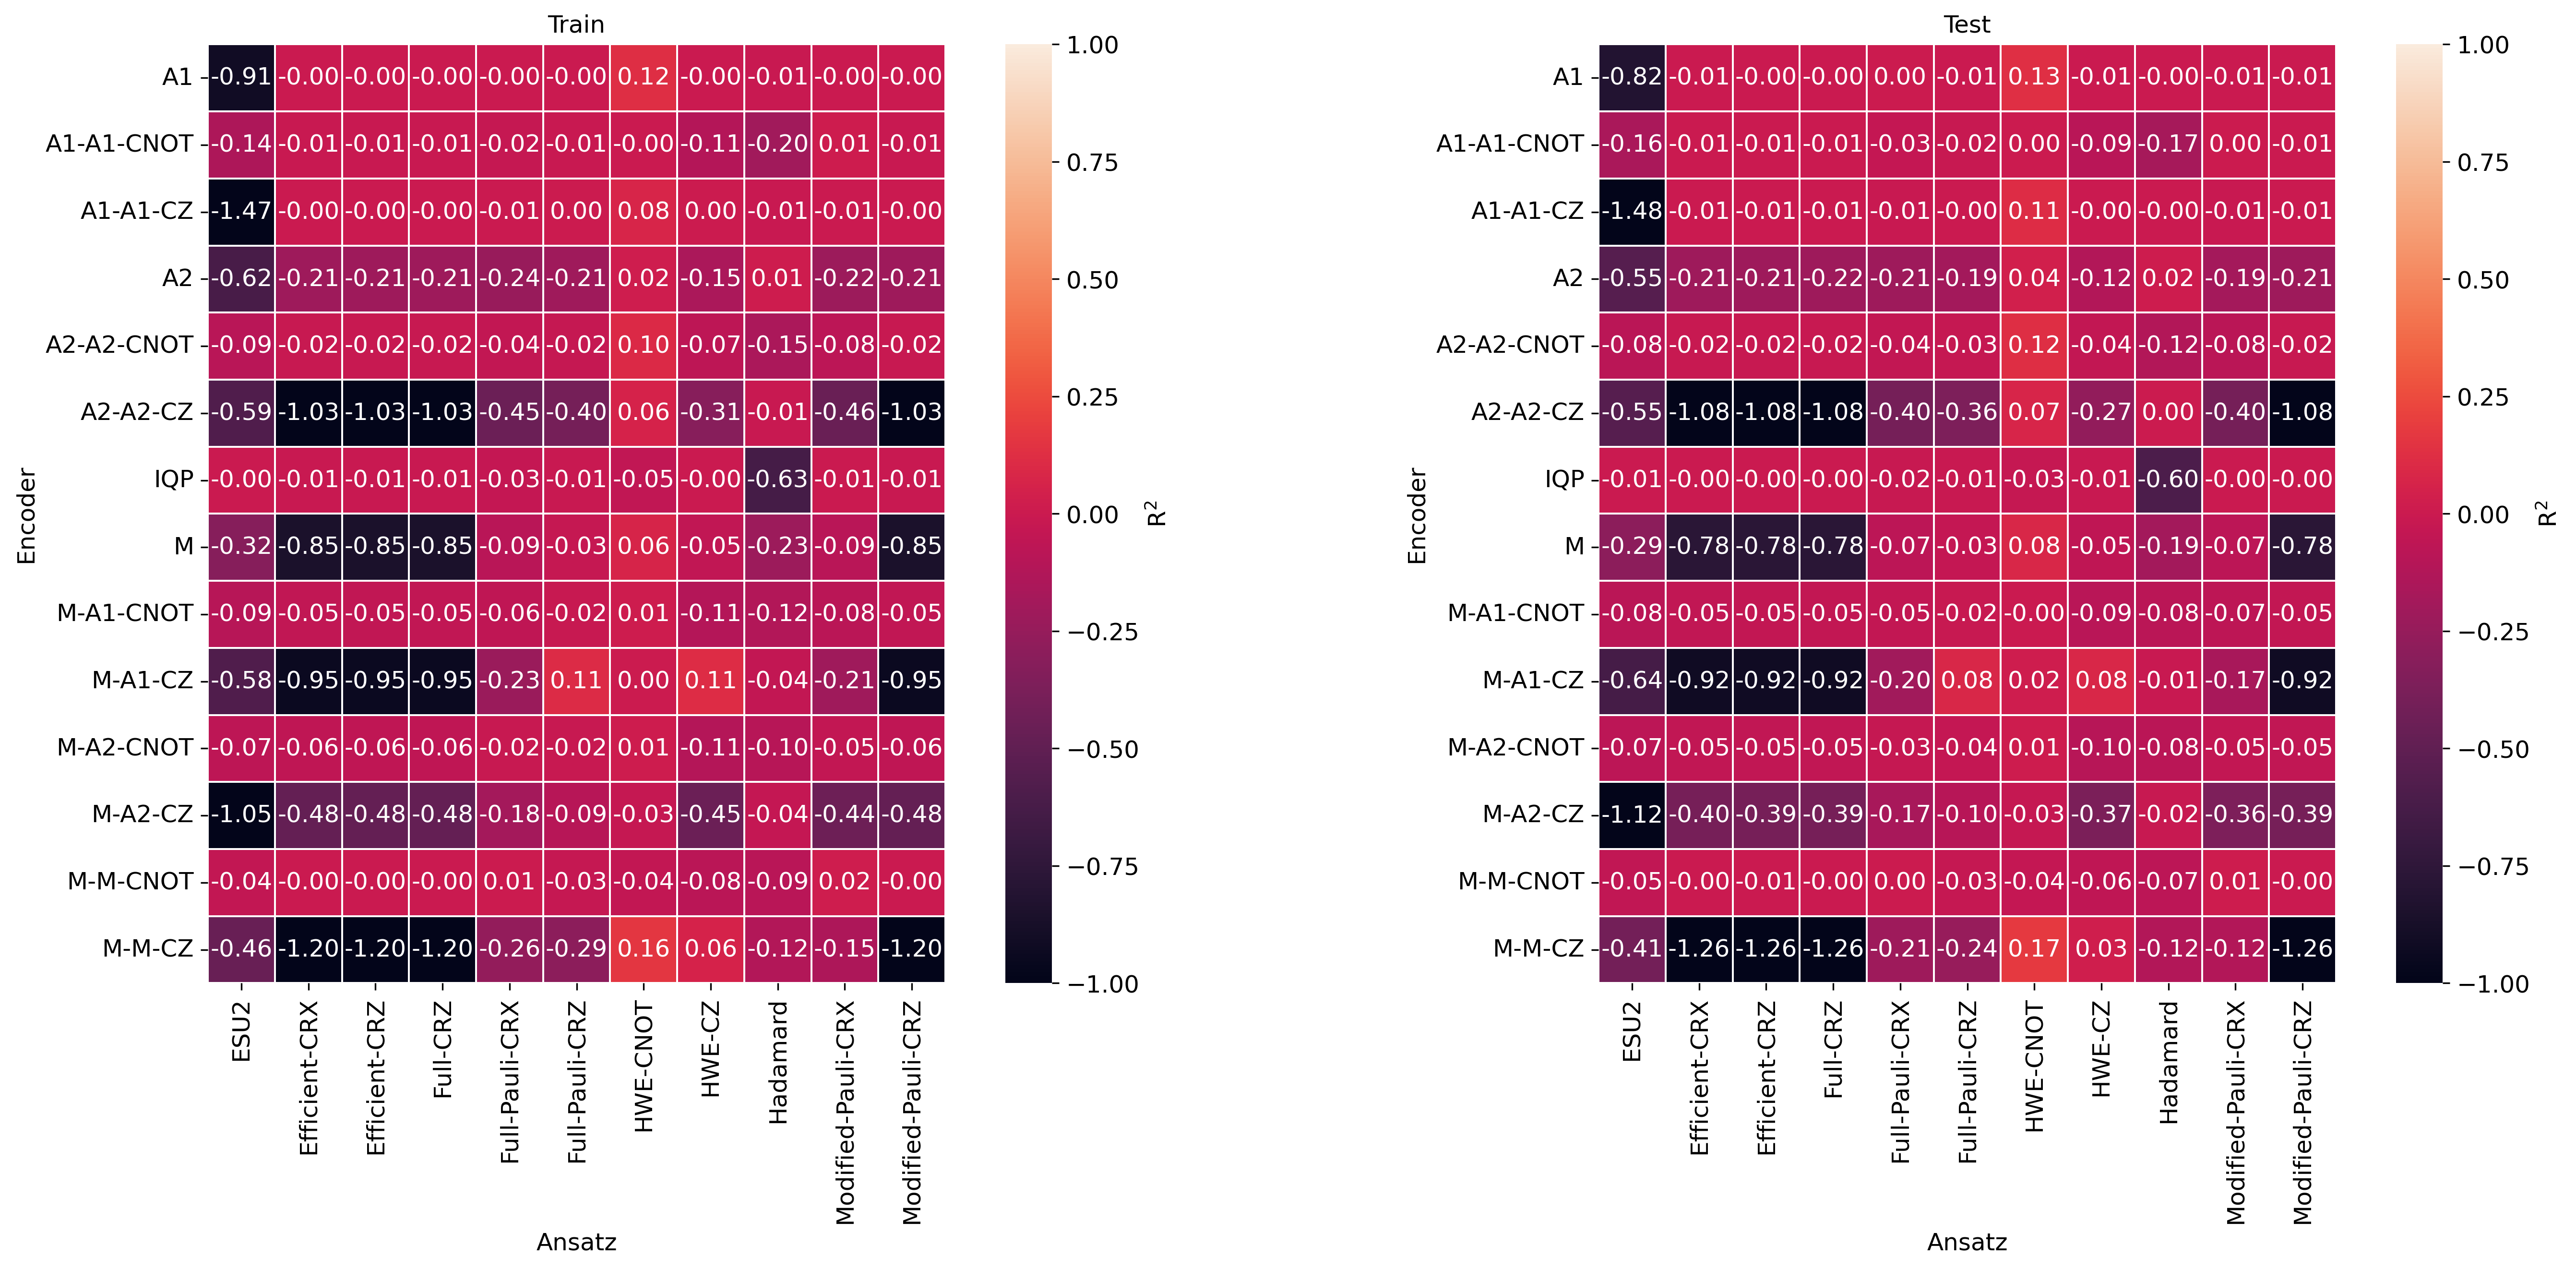 Train
A1 -0.91 -0.00 -0.00 -0.00 -0.00 -0.00 0.12 -0.00 -0.01 -0.00 -0.00
A1-A1-CNOT -0.14 -0.01 -0.01 -0.01 -0.02 -0.01 -0.00 -0.11 -0.20 0.01 -0.01
A1-A1-CZ -1.47 -0.00 -0.00 -0.00 -0.01 0.00 0.08 0.00 -0.01 -0.01 -0.00
A2 -0.62 -0.21 -0.21 -0.21 -0.24 -0.21 0.02 -0.15 0.01 -0.22 -0.21
A2-A2-CNOT -0.09 -0.02 -0.02 -0.02 -0.04 -0.02 0.10 -0.07 -0.15 -0.08 -0.02
A2-A2-CZ -0.59 -1.03 -1.03 -1.03 -0.45 -0.40 0.06 -0.31 -0.01 -0.46 -1.03
IQP -0.00 -0.01 -0.01 -0.01 -0.03 -0.01 -0.05 -0.00 -0.63 -0.01 -0.01
M -0.32 -0.85 -0.85 -0.85 -0.09 -0.03 0.06 -0.05 -0.23 -0.09 -0.85
M-A1-CNOT -0.09 -0.05 -0.05 -0.05 -0.06 -0.02 0.01 -0.11 -0.12 -0.08 -0.05
M-A1-CZ -0.58 -0.95 -0.95 -0.95 -0.23 0.11 0.00 0.11 -0.04 -0.21 -0.95
M-A2-CNOT -0.07 -0.06 -0.06 -0.06 -0.02 -0.02 0.01 -0.11 -0.10 -0.05 -0.06
M-A2-CZ -1.05 -0.48 -0.48 -0.48 -0.18 -0.09 -0.03 -0.45 -0.04 -0.44 -0.48
M-M-CNOT -0.04 -0.00 -0.00 -0.00 0.01 -0.03 -0.04 -0.08 -0.09 0.02 -0.00
M-M-CZ -0.46 -1.20 -1.20 -1.20 -0.26 -0.29 0.16 0.06 -0.12 -0.15 -1.20
Encoder
ESU2
Efficient-CRX
Efficient-CRZ
Full-CRZ
Full-Pauli-CRX
Full-Pauli-CRZ
HWE-CNOT
HWE-CZ
Hadamard
Modified-Pauli-CRX
Modified-Pauli-CRZ
Ansatz
1.00
0.75
0.50
0.25
0.00
−0.25
−0.50
−0.75
−1.00
R²
Test
A1 -0.82 -0.01 -0.00 -0.00 0.00 -0.01 0.13 -0.01 -0.00 -0.01 -0.01
A1-A1-CNOT -0.16 -0.01 -0.01 -0.01 -0.03 -0.02 0.00 -0.09 -0.17 0.00 -0.01
A1-A1-CZ -1.48 -0.01 -0.01 -0.01 -0.01 -0.00 0.11 -0.00 -0.00 -0.01 -0.01
A2 -0.55 -0.21 -0.21 -0.22 -0.21 -0.19 0.04 -0.12 0.02 -0.19 -0.21
A2-A2-CNOT -0.08 -0.02 -0.02 -0.02 -0.04 -0.03 0.12 -0.04 -0.12 -0.08 -0.02
A2-A2-CZ -0.55 -1.08 -1.08 -1.08 -0.40 -0.36 0.07 -0.27 0.00 -0.40 -1.08
IQP -0.01 -0.00 -0.00 -0.00 -0.02 -0.01 -0.03 -0.01 -0.60 -0.00 -0.00
M -0.29 -0.78 -0.78 -0.78 -0.07 -0.03 0.08 -0.05 -0.19 -0.07 -0.78
M-A1-CNOT -0.08 -0.05 -0.05 -0.05 -0.05 -0.02 -0.00 -0.09 -0.08 -0.07 -0.05
M-A1-CZ -0.64 -0.92 -0.92 -0.92 -0.20 0.08 0.02 0.08 -0.01 -0.17 -0.92
M-A2-CNOT -0.07 -0.05 -0.05 -0.05 -0.03 -0.04 0.01 -0.10 -0.08 -0.05 -0.05
M-A2-CZ -1.12 -0.40 -0.39 -0.39 -0.17 -0.10 -0.03 -0.37 -0.02 -0.36 -0.39
M-M-CNOT -0.05 -0.00 -0.01 -0.00 0.00 -0.03 -0.04 -0.06 -0.07 0.01 -0.00
M-M-CZ -0.41 -1.26 -1.26 -1.26 -0.21 -0.24 0.17 0.03 -0.12 -0.12 -1.26
Encoder
ESU2
Efficient-CRX
Efficient-CRZ
Full-CRZ
Full-Pauli-CRX
Full-Pauli-CRZ
HWE-CNOT
HWE-CZ
Hadamard
Modified-Pauli-CRX
Modified-Pauli-CRZ
Ansatz
1.00
0.75
0.50
0.25
0.00
−0.25
−0.50
−0.75
−1.00
R²